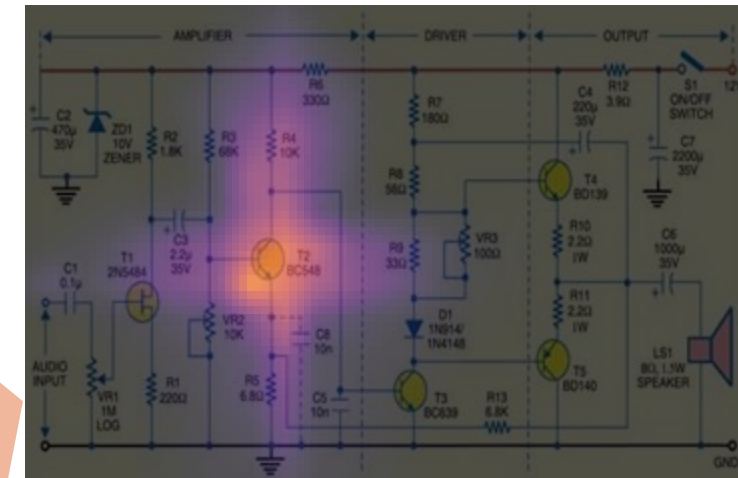 AMPLIFIER
DRIVER
OUTPUT
R6
330Ω
R12
3.9Ω
S1
ON/OFF
SWITCH
12V
C2
470µ
35V
ZD1
10V
ZENER
R2
1.8K
R3
68K
R4
10K
R7
180Ω
C4
220µ
35V
C7
2200µ
35V
R8
56Ω
T4
BD139
T1
2N5484
C3
2.2µ
35V
T2
BC548
R9
33Ω
VR3
100Ω
R10
2.2Ω
1W
C6
1000µ
35V
C1
0.1µ
VR2
10K
C8
10n
D1
1N914/
1N4148
R11
2.2Ω
1W
AUDIO
INPUT
VR1
1M
LOG
R1
220Ω
R5
6.8Ω
C5
10n
T3
BC639
R13
6.8K
T5
BD140
LS1
8Ω, 1.5W
SPEAKER
GND